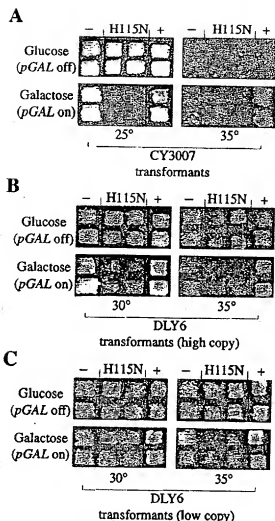 A
− H115N + − H115N +
Glucose
(pGAL off)
Galactose
(pGAL on)
25° 35°
CY3007
transformants
B
− H115N + − H115N +
Glucose
(pGAL off)
Galactose
(pGAL on)
30° 35°
DLY6
transformants (high copy)
C
− H115N + − H115N +
Glucose
(pGAL off)
Galactose
(pGAL on)
30° 35°
DLY6
transformants (low copy)